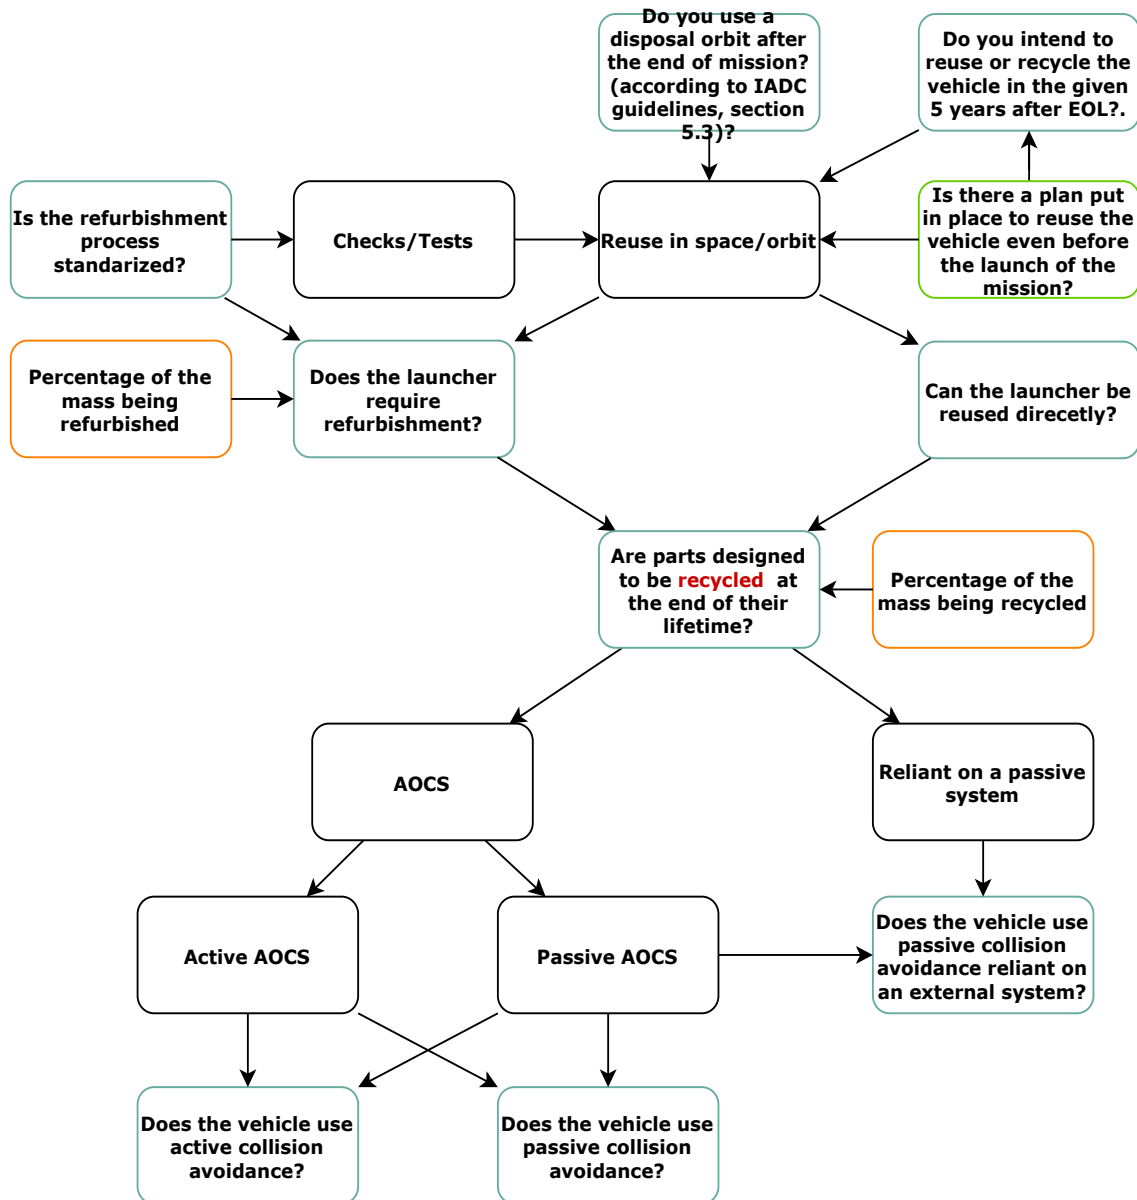 Do you use a
disposal orbit after
the end of mission?
(according to IADC
guidelines, section
5.3)?
Do you intend to
reuse or recycle the
vehicle in the given
5 years after EOL?.
Is the refurbishment
process
standarized?
Checks/Tests
Reuse in space/orbit
Is there a plan put
in place to reuse the
vehicle even before
the launch of the
mission?
Percentage of the
mass being
refurbished
Does the launcher
require
refurbishment?
Can the launcher be
reused direcetly?
Are parts designed
to be recycled at
the end of their
lifetime?
Percentage of the
mass being recycled
AOCS
Reliant on a passive
system
Active AOCS
Passive AOCS
Does the vehicle use
passive collision
avoidance reliant on
an external system?
Does the vehicle use
active collision
avoidance?
Does the vehicle use
passive collision
avoidance?